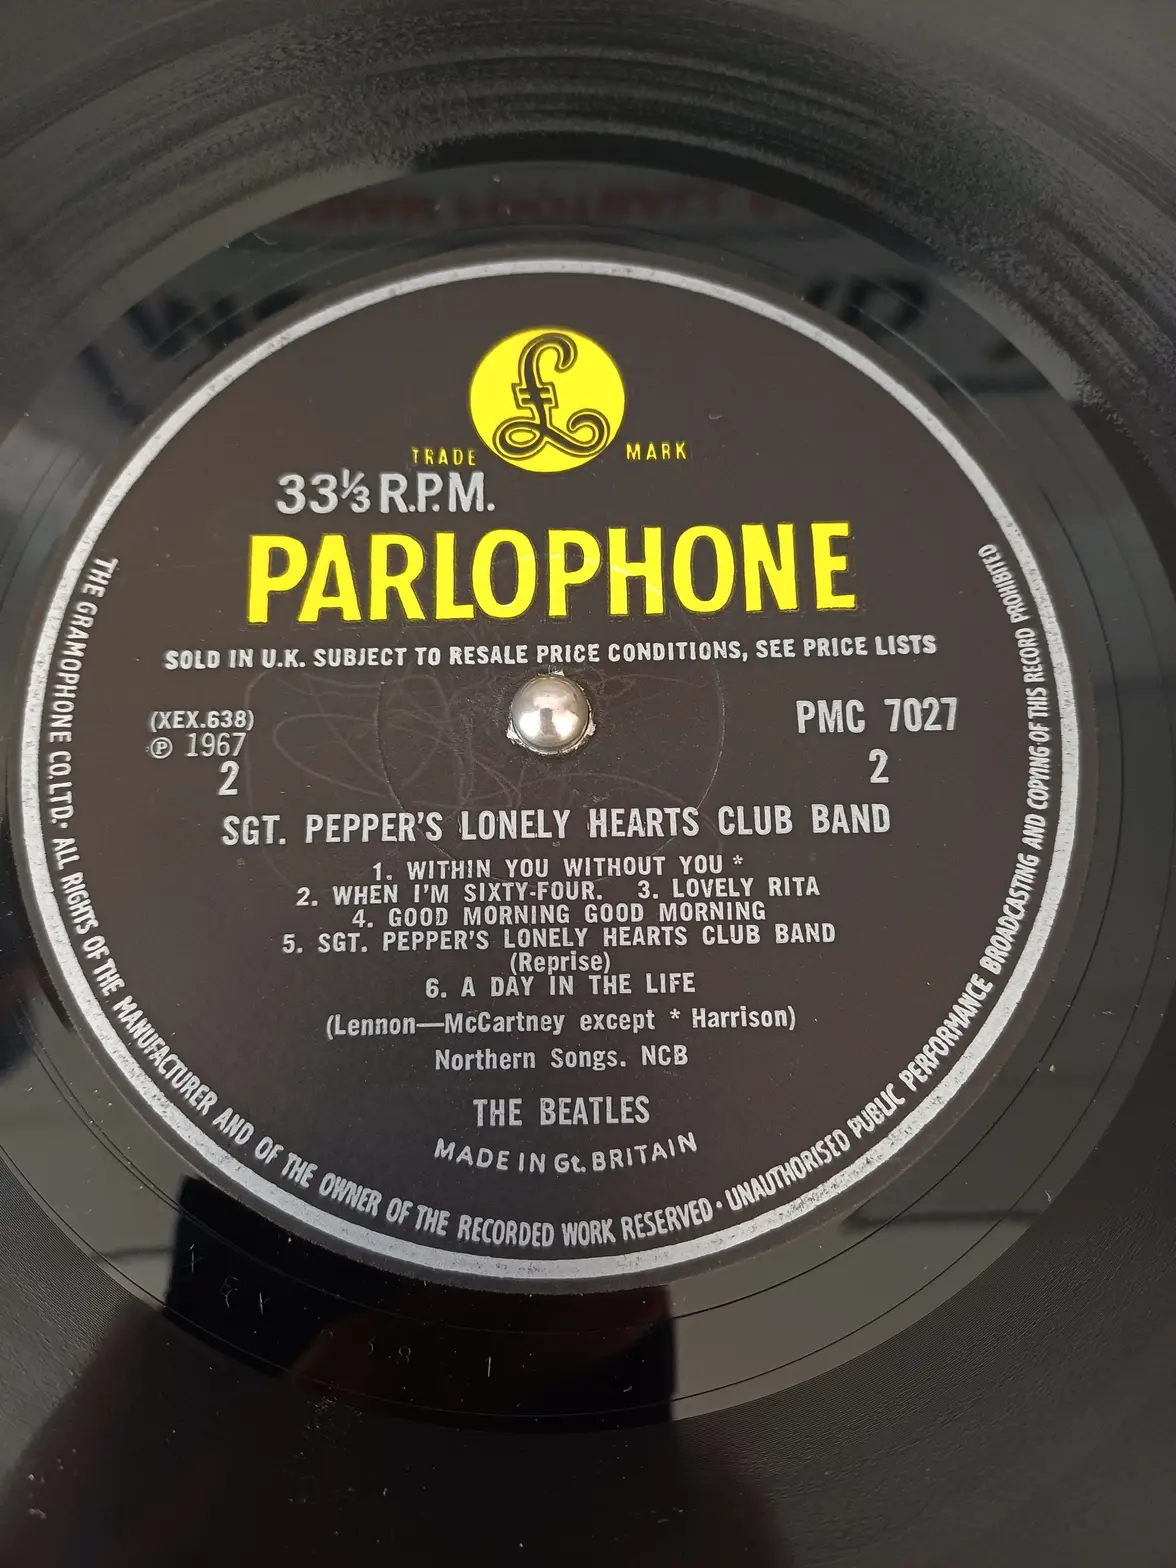 TRADE MARK
33⅓ R.P.M.
PARLOPHONE
SOLD IN U.K. SUBJECT TO RESALE PRICE CONDITIONS, SEE PRICE LISTS
(XEX.638)
℗ 1967
2
PMC 7027
2
SGT. PEPPER'S LONELY HEARTS CLUB BAND
1. WITHIN YOU WITHOUT YOU *
2. WHEN I'M SIXTY-FOUR. 3. LOVELY RITA
4. GOOD MORNING GOOD MORNING
5. SGT. PEPPER'S LONELY HEARTS CLUB BAND
(Reprise)
6. A DAY IN THE LIFE
(Lennon—McCartney except * Harrison)
Northern Songs. NCB
THE BEATLES
MADE IN Gt. BRITAIN
THE GRAMOPHONE CO. LTD. · ALL RIGHTS OF THE MANUFACTURER AND OF THE OWNER OF THE RECORDED WORK RESERVED · UNAUTHORISED PUBLIC PERFORMANCE BROADCASTING AND COPYING OF THIS RECORD PROHIBITED